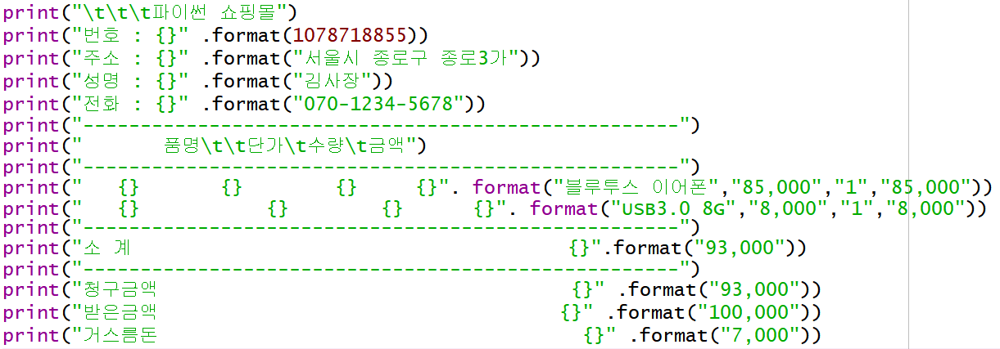 print("\t\t\t파이썬 쇼핑몰")
print("번호 : {}" .format(1078718855))
print("주소 : {}" .format("서울시 종로구 종로3가"))
print("성명 : {}" .format("김사장"))
print("전화 : {}" .format("070-1234-5678"))
print("----------------------------------------------------")
print("       품명\t\t단가\t수량\t금액")
print("----------------------------------------------------")
print("   {}       {}        {}     {}". format("블루투스 이어폰","85,000","1","85,000"))
print("   {}           {}        {}      {}". format("USB3.0 8G","8,000","1","8,000"))
print("----------------------------------------------------")
print("소 계                                      {}".format("93,000"))
print("----------------------------------------------------")
print("청구금액                                    {}" .format("93,000"))
print("받은금액                                   {}" .format("100,000"))
print("거스름돈                                     {}" .format("7,000"))